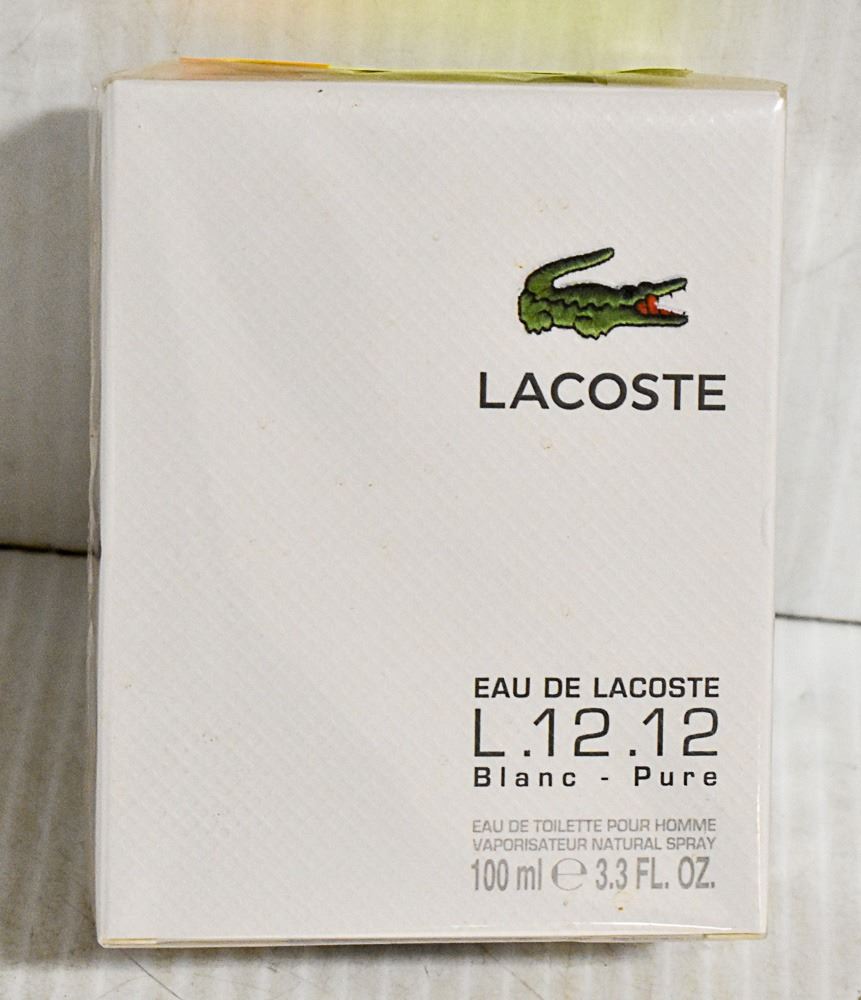 LACOSTE
EAU DE LACOSTE
L.12.12
Blanc - Pure
EAU DE TOILETTE POUR HOMME
VAPORISATEUR NATURAL SPRAY
100 ml ℮ 3.3 FL. OZ.